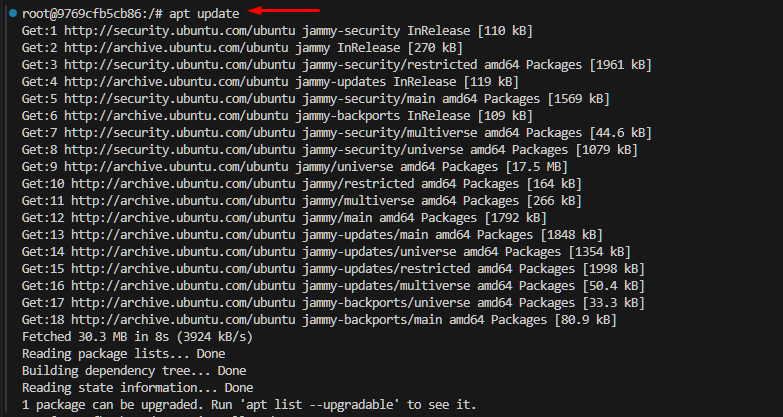 root@9769cfb5cb86:/# apt update
Get:1 http://security.ubuntu.com/ubuntu jammy-security InRelease [110 kB]
Get:2 http://archive.ubuntu.com/ubuntu jammy InRelease [270 kB]
Get:3 http://security.ubuntu.com/ubuntu jammy-security/restricted amd64 Packages [1961 kB]
Get:4 http://archive.ubuntu.com/ubuntu jammy-updates InRelease [119 kB]
Get:5 http://security.ubuntu.com/ubuntu jammy-security/main amd64 Packages [1569 kB]
Get:6 http://archive.ubuntu.com/ubuntu jammy-backports InRelease [109 kB]
Get:7 http://security.ubuntu.com/ubuntu jammy-security/multiverse amd64 Packages [44.6 kB]
Get:8 http://security.ubuntu.com/ubuntu jammy-security/universe amd64 Packages [1079 kB]
Get:9 http://archive.ubuntu.com/ubuntu jammy/universe amd64 Packages [17.5 MB]
Get:10 http://archive.ubuntu.com/ubuntu jammy/restricted amd64 Packages [164 kB]
Get:11 http://archive.ubuntu.com/ubuntu jammy/multiverse amd64 Packages [266 kB]
Get:12 http://archive.ubuntu.com/ubuntu jammy/main amd64 Packages [1792 kB]
Get:13 http://archive.ubuntu.com/ubuntu jammy-updates/main amd64 Packages [1848 kB]
Get:14 http://archive.ubuntu.com/ubuntu jammy-updates/universe amd64 Packages [1354 kB]
Get:15 http://archive.ubuntu.com/ubuntu jammy-updates/restricted amd64 Packages [1998 kB]
Get:16 http://archive.ubuntu.com/ubuntu jammy-updates/multiverse amd64 Packages [50.4 kB]
Get:17 http://archive.ubuntu.com/ubuntu jammy-backports/universe amd64 Packages [33.3 kB]
Get:18 http://archive.ubuntu.com/ubuntu jammy-backports/main amd64 Packages [80.9 kB]
Fetched 30.3 MB in 8s (3924 kB/s)
Reading package lists... Done
Building dependency tree... Done
Reading state information... Done
1 package can be upgraded. Run 'apt list --upgradable' to see it.